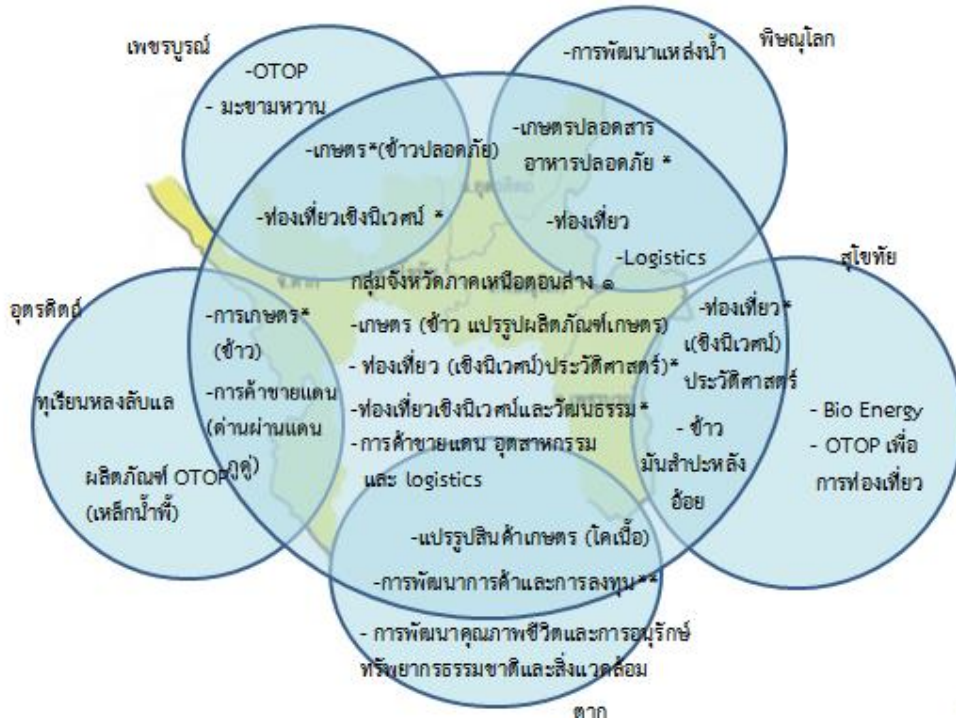 เพชรบูรณ์
-OTOP
- มะขามหวาน
-เกษตร*(ข้าวปลอดภัย)
-ท่องเที่ยวเชิงนิเวศน์ *
พิษณุโลก
-การพัฒนาแหล่งน้ำ
-เกษตรปลอดสาร
อาหารปลอดภัย *
-ท่องเที่ยว
-Logistics
อุตรดิตถ์
-การเกษตร*
(ข้าว)
-การค้าชายแดน
(ด่านผ่านแดน
ภูดู่)
ทุเรียนหลงลับแล
ผลิตภัณฑ์ OTOP
(เหล็กน้ำพี้)
กลุ่มจังหวัดภาคเหนือตอนล่าง ๑
-เกษตร (ข้าว แปรรูปผลิตภัณฑ์เกษตร)
- ท่องเที่ยว (เชิงนิเวศน์)ประวัติศาสตร์)*
-ท่องเที่ยวเชิงนิเวศน์และวัฒนธรรม*
-การค้าชายแดน อุตสาหกรรม
และ logistics
สุโขทัย
-ท่องเที่ยว*
เ(ชิงนิเวศน์)
ประวัติศาสตร์
- ข้าว
มันสำปะหลัง
อ้อย
- Bio Energy
- OTOP เพื่อ
การท่องเที่ยว
-แปรรูปสินค้าเกษตร (โคเนื้อ)
-การพัฒนาการค้าและการลงทุน**
- การพัฒนาคุณภาพชีวิตและการอนุรักษ์
ทรัพยากรธรรมชาติและสิ่งแวดล้อม
ตาก